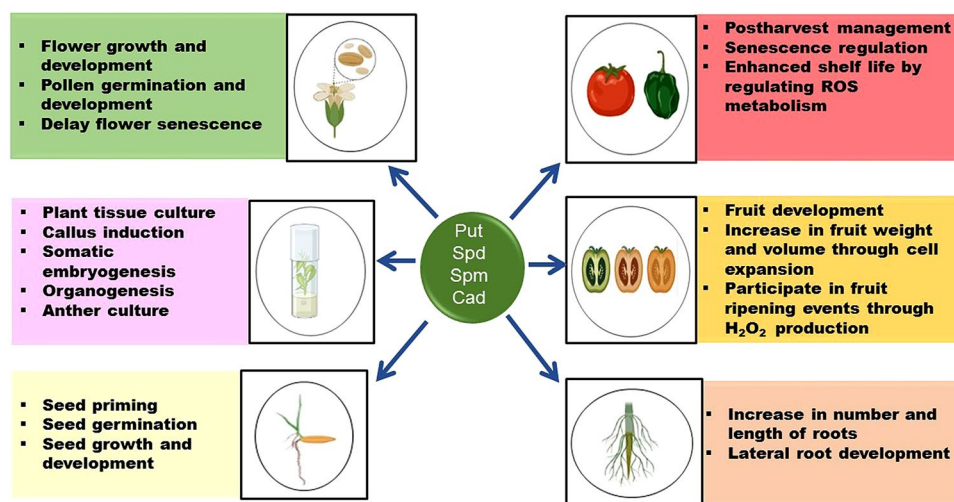 ▪ Flower growth and
development
▪ Pollen germination and
development
▪ Delay flower senescence
▪ Postharvest management
▪ Senescence regulation
▪ Enhanced shelf life by
regulating ROS
metabolism
▪ Plant tissue culture
▪ Callus induction
▪ Somatic
embryogenesis
▪ Organogenesis
▪ Anther culture
Put
Spd
Spm
Cad
▪ Fruit development
▪ Increase in fruit weight
and volume through cell
expansion
▪ Participate in fruit
ripening events through
H₂O₂ production
▪ Seed priming
▪ Seed germination
▪ Seed growth and
development
▪ Increase in number and
length of roots
▪ Lateral root development